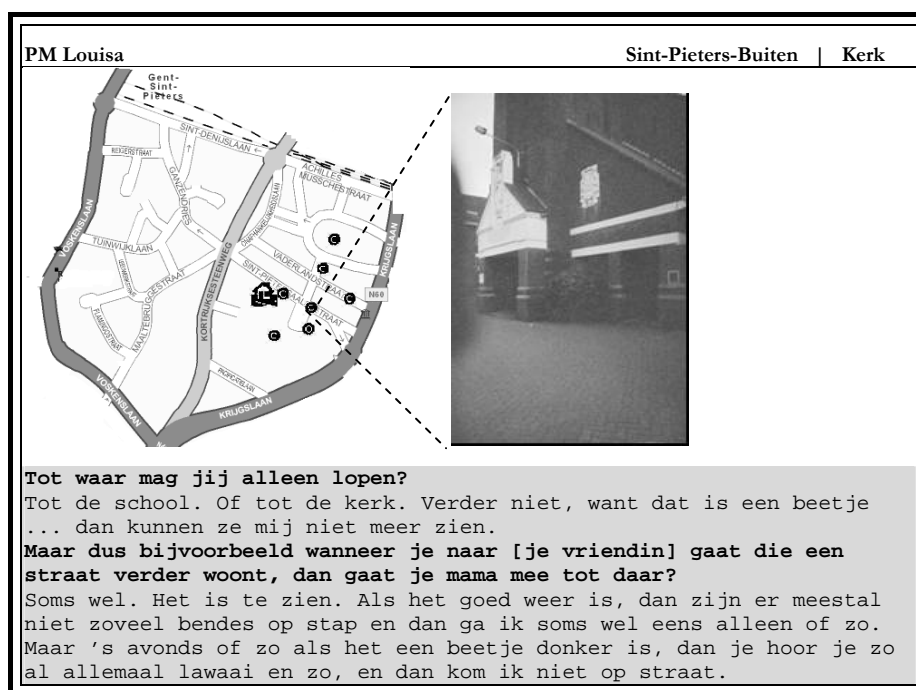 PM Louisa
Sint-Pieters-Buiten | Kerk
Gent-
Sint-
Pieters
SINT-DENIJSLAAN
REIGERSTRAAT
GANZENDRIES
ACHILLES
MUSSCHESTRAAT
VOSKENSLAAN
TUINWIJKLAAN
KORTRIJKSESTEENWEG
VADERLANDSTRAAT
KRIJGSLAAN
N60
MAALTEBRUGGESTRAAT
FLAMINGOSTRAAT
VOSKENSLAAN
KRIJGSLAAN
Tot waar mag jij alleen lopen?
Tot de school. Of tot de kerk. Verder niet, want dat is een beetje
... dan kunnen ze mij niet meer zien.
Maar dus bijvoorbeeld wanneer je naar [je vriendin] gaat die een
straat verder woont, dan gaat je mama mee tot daar?
Soms wel. Het is te zien. Als het goed weer is, dan zijn er meestal
niet zoveel bendes op stap en dan ga ik soms wel eens alleen of zo.
Maar 's avonds of zo als het een beetje donker is, dan je hoor je zo
al allemaal lawaai en zo, en dan kom ik niet op straat.